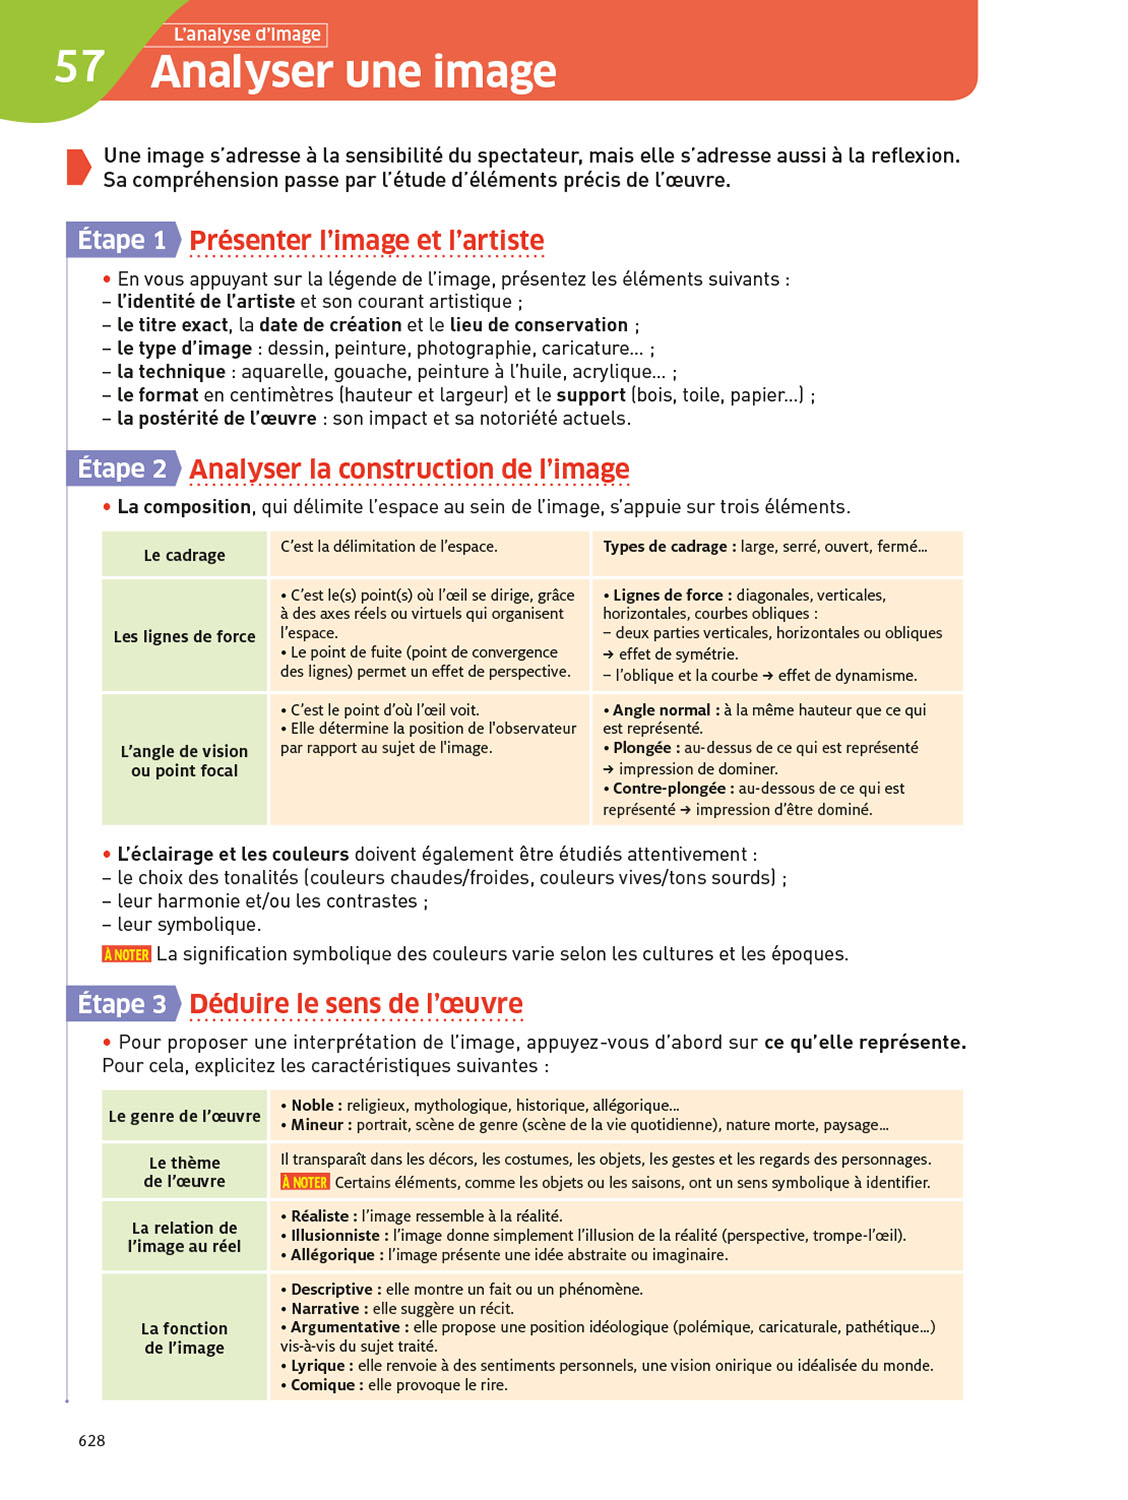 57
L'analyse d'image
Analyser une image
Une image s'adresse à la sensibilité du spectateur, mais elle s'adresse aussi à la reflexion.
Sa compréhension passe par l'étude d'éléments précis de l'œuvre.
Étape 1 Présenter l'image et l'artiste
• En vous appuyant sur la légende de l'image, présentez les éléments suivants :
– l'identité de l'artiste et son courant artistique ;
– le titre exact, la date de création et le lieu de conservation ;
– le type d'image : dessin, peinture, photographie, caricature… ;
– la technique : aquarelle, gouache, peinture à l'huile, acrylique… ;
– le format en centimètres (hauteur et largeur) et le support (bois, toile, papier…) ;
– la postérité de l'œuvre : son impact et sa notoriété actuels.
Étape 2 Analyser la construction de l'image
• La composition, qui délimite l'espace au sein de l'image, s'appuie sur trois éléments.
Le cadrage
C'est la délimitation de l'espace.
Types de cadrage : large, serré, ouvert, fermé…
Les lignes de force
• C'est le(s) point(s) où l'œil se dirige, grâce
à des axes réels ou virtuels qui organisent
l'espace.
• Le point de fuite (point de convergence
des lignes) permet un effet de perspective.
• Lignes de force : diagonales, verticales,
horizontales, courbes obliques :
– deux parties verticales, horizontales ou obliques
→ effet de symétrie.
– l'oblique et la courbe → effet de dynamisme.
L'angle de vision
ou point focal
• C'est le point d'où l'œil voit.
• Elle détermine la position de l'observateur
par rapport au sujet de l'image.
• Angle normal : à la même hauteur que ce qui
est représenté.
• Plongée : au-dessus de ce qui est représenté
→ impression de dominer.
• Contre-plongée : au-dessous de ce qui est
représenté → impression d'être dominé.
• L'éclairage et les couleurs doivent également être étudiés attentivement :
– le choix des tonalités (couleurs chaudes/froides, couleurs vives/tons sourds) ;
– leur harmonie et/ou les contrastes ;
– leur symbolique.
À NOTER La signification symbolique des couleurs varie selon les cultures et les époques.
Étape 3 Déduire le sens de l'œuvre
• Pour proposer une interprétation de l'image, appuyez-vous d'abord sur ce qu'elle représente.
Pour cela, explicitez les caractéristiques suivantes :
Le genre de l'œuvre
• Noble : religieux, mythologique, historique, allégorique…
• Mineur : portrait, scène de genre (scène de la vie quotidienne), nature morte, paysage…
Le thème
de l'œuvre
Il transparaît dans les décors, les costumes, les objets, les gestes et les regards des personnages.
À NOTER Certains éléments, comme les objets ou les saisons, ont un sens symbolique à identifier.
La relation de
l'image au réel
• Réaliste : l'image ressemble à la réalité.
• Illusionniste : l'image donne simplement l'illusion de la réalité (perspective, trompe-l'œil).
• Allégorique : l'image présente une idée abstraite ou imaginaire.
La fonction
de l'image
• Descriptive : elle montre un fait ou un phénomène.
• Narrative : elle suggère un récit.
• Argumentative : elle propose une position idéologique (polémique, caricaturale, pathétique…)
vis-à-vis du sujet traité.
• Lyrique : elle renvoie à des sentiments personnels, une vision onirique ou idéalisée du monde.
• Comique : elle provoque le rire.
628